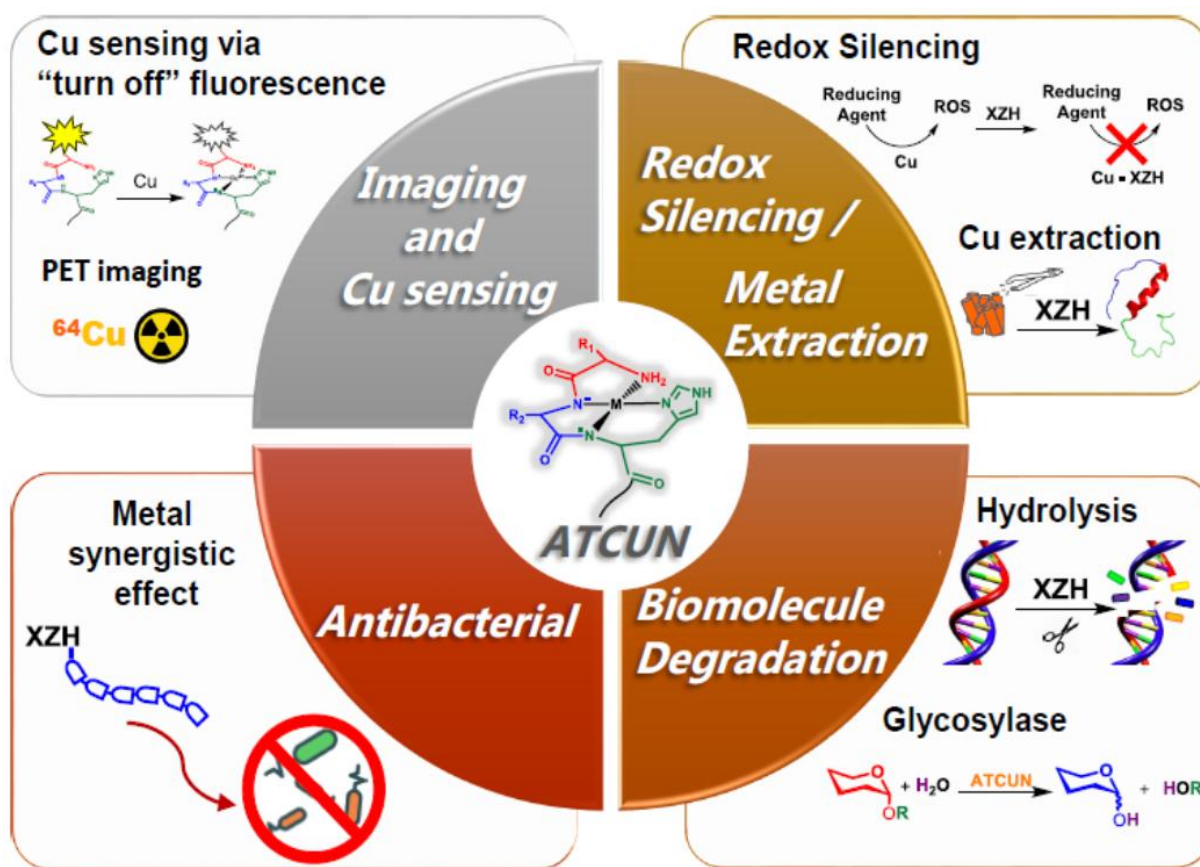 Cu sensing via
“turn off” fluorescence
Cu
PET imaging
64Cu
Imaging
and
Cu sensing
Redox Silencing
Reducing
Agent
ROS
Cu
XZH
Reducing
Agent
ROS
Cu - XZH
Cu extraction
XZH
Redox
Silencing /
Metal
Extraction
R1
O
NH2
N
M
N
NH
R2
N
O
O
ATCUN
Metal
synergistic
effect
XZH
Antibacterial
Biomolecule
Degradation
Hydrolysis
XZH
Glycosylase
O
OR
+ H2O
ATCUN
O
OH
+ HOR